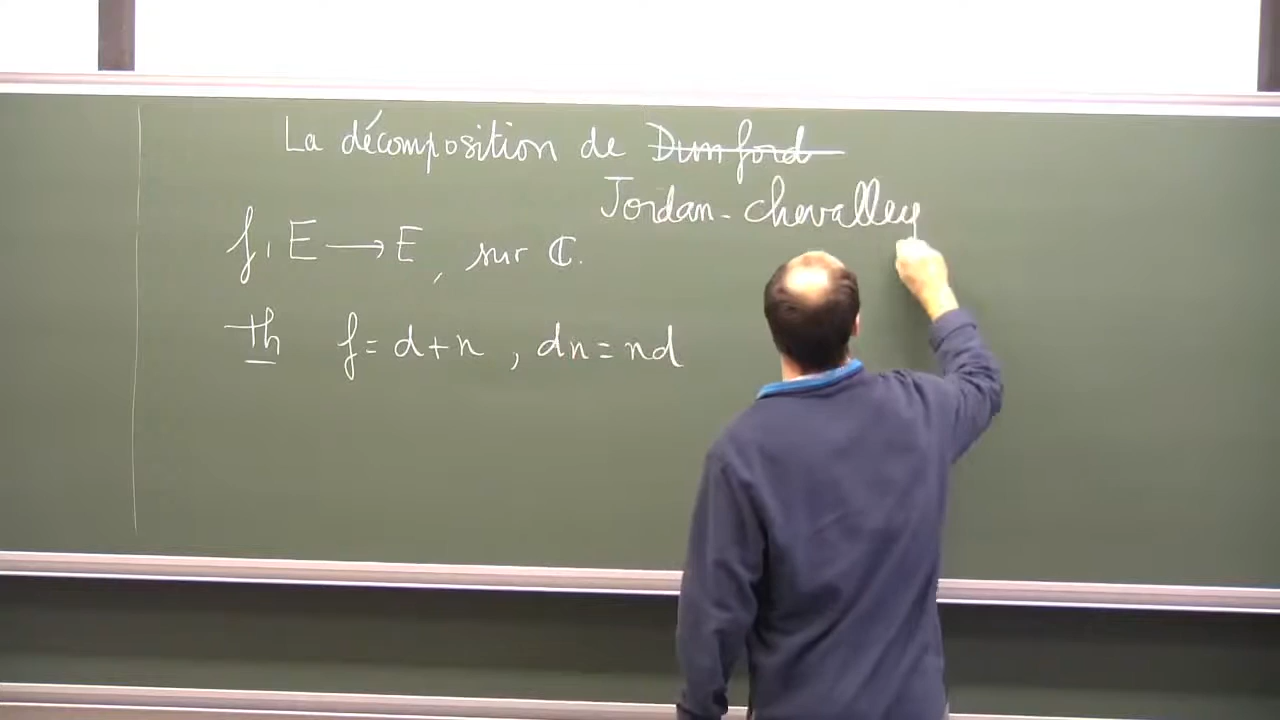 La décomposition de Dunford
Jordan-Chevalley
f: E → E, sur ℂ.
Th f = d + n, dn = nd